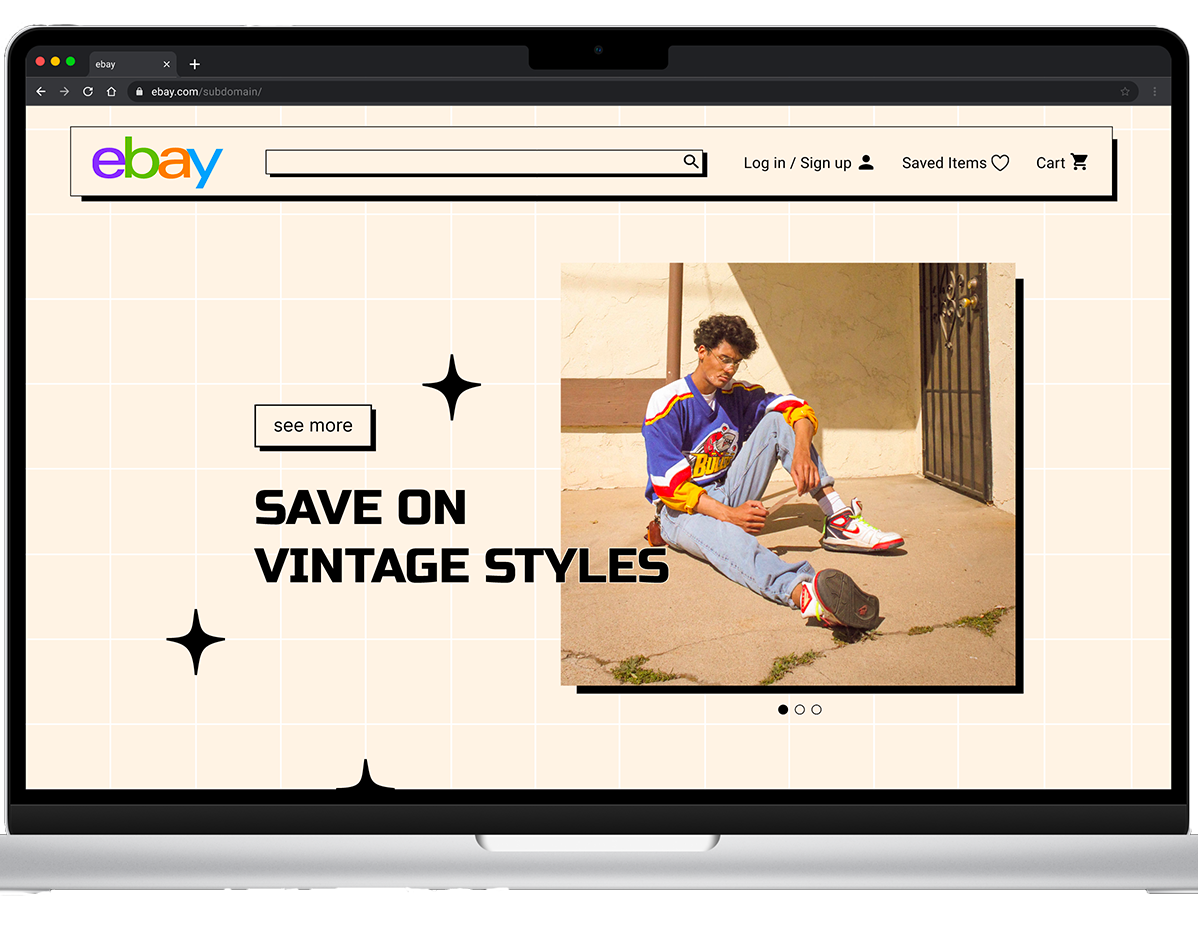 ebay
ebay.com/subdomain/
ebay
Log in / Sign up
Saved Items
Cart
see more
SAVE ON
VINTAGE STYLES